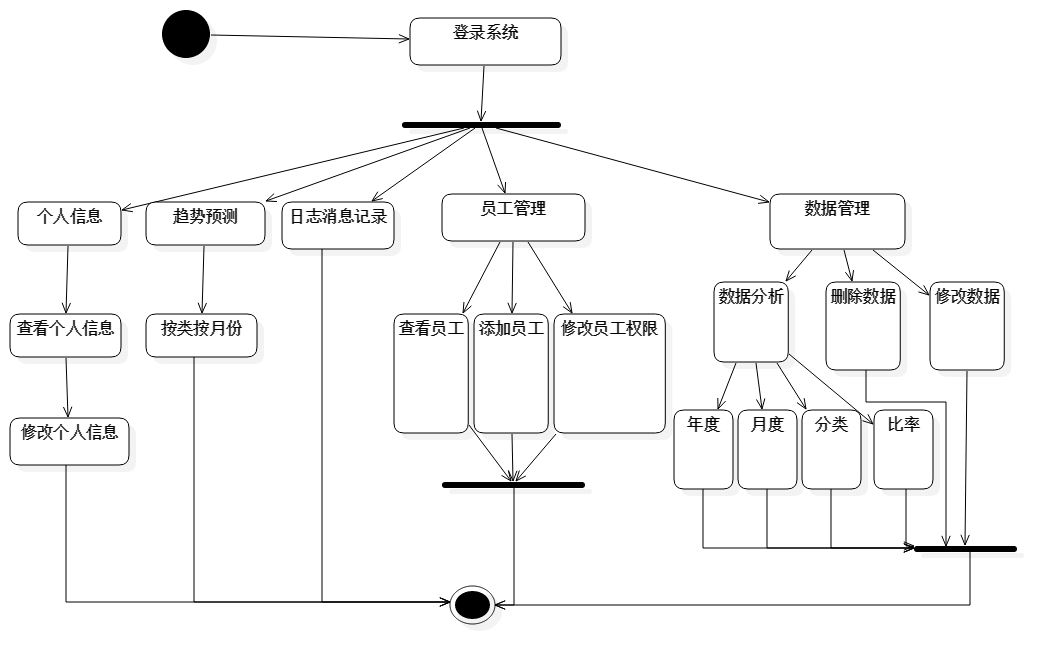 登录系统
个人信息
趋势预测
日志消息记录
员工管理
数据管理
查看个人信息
按类按月份
查看员工
添加员工
修改员工权限
数据分析
删除数据
修改数据
修改个人信息
年度
月度
分类
比率